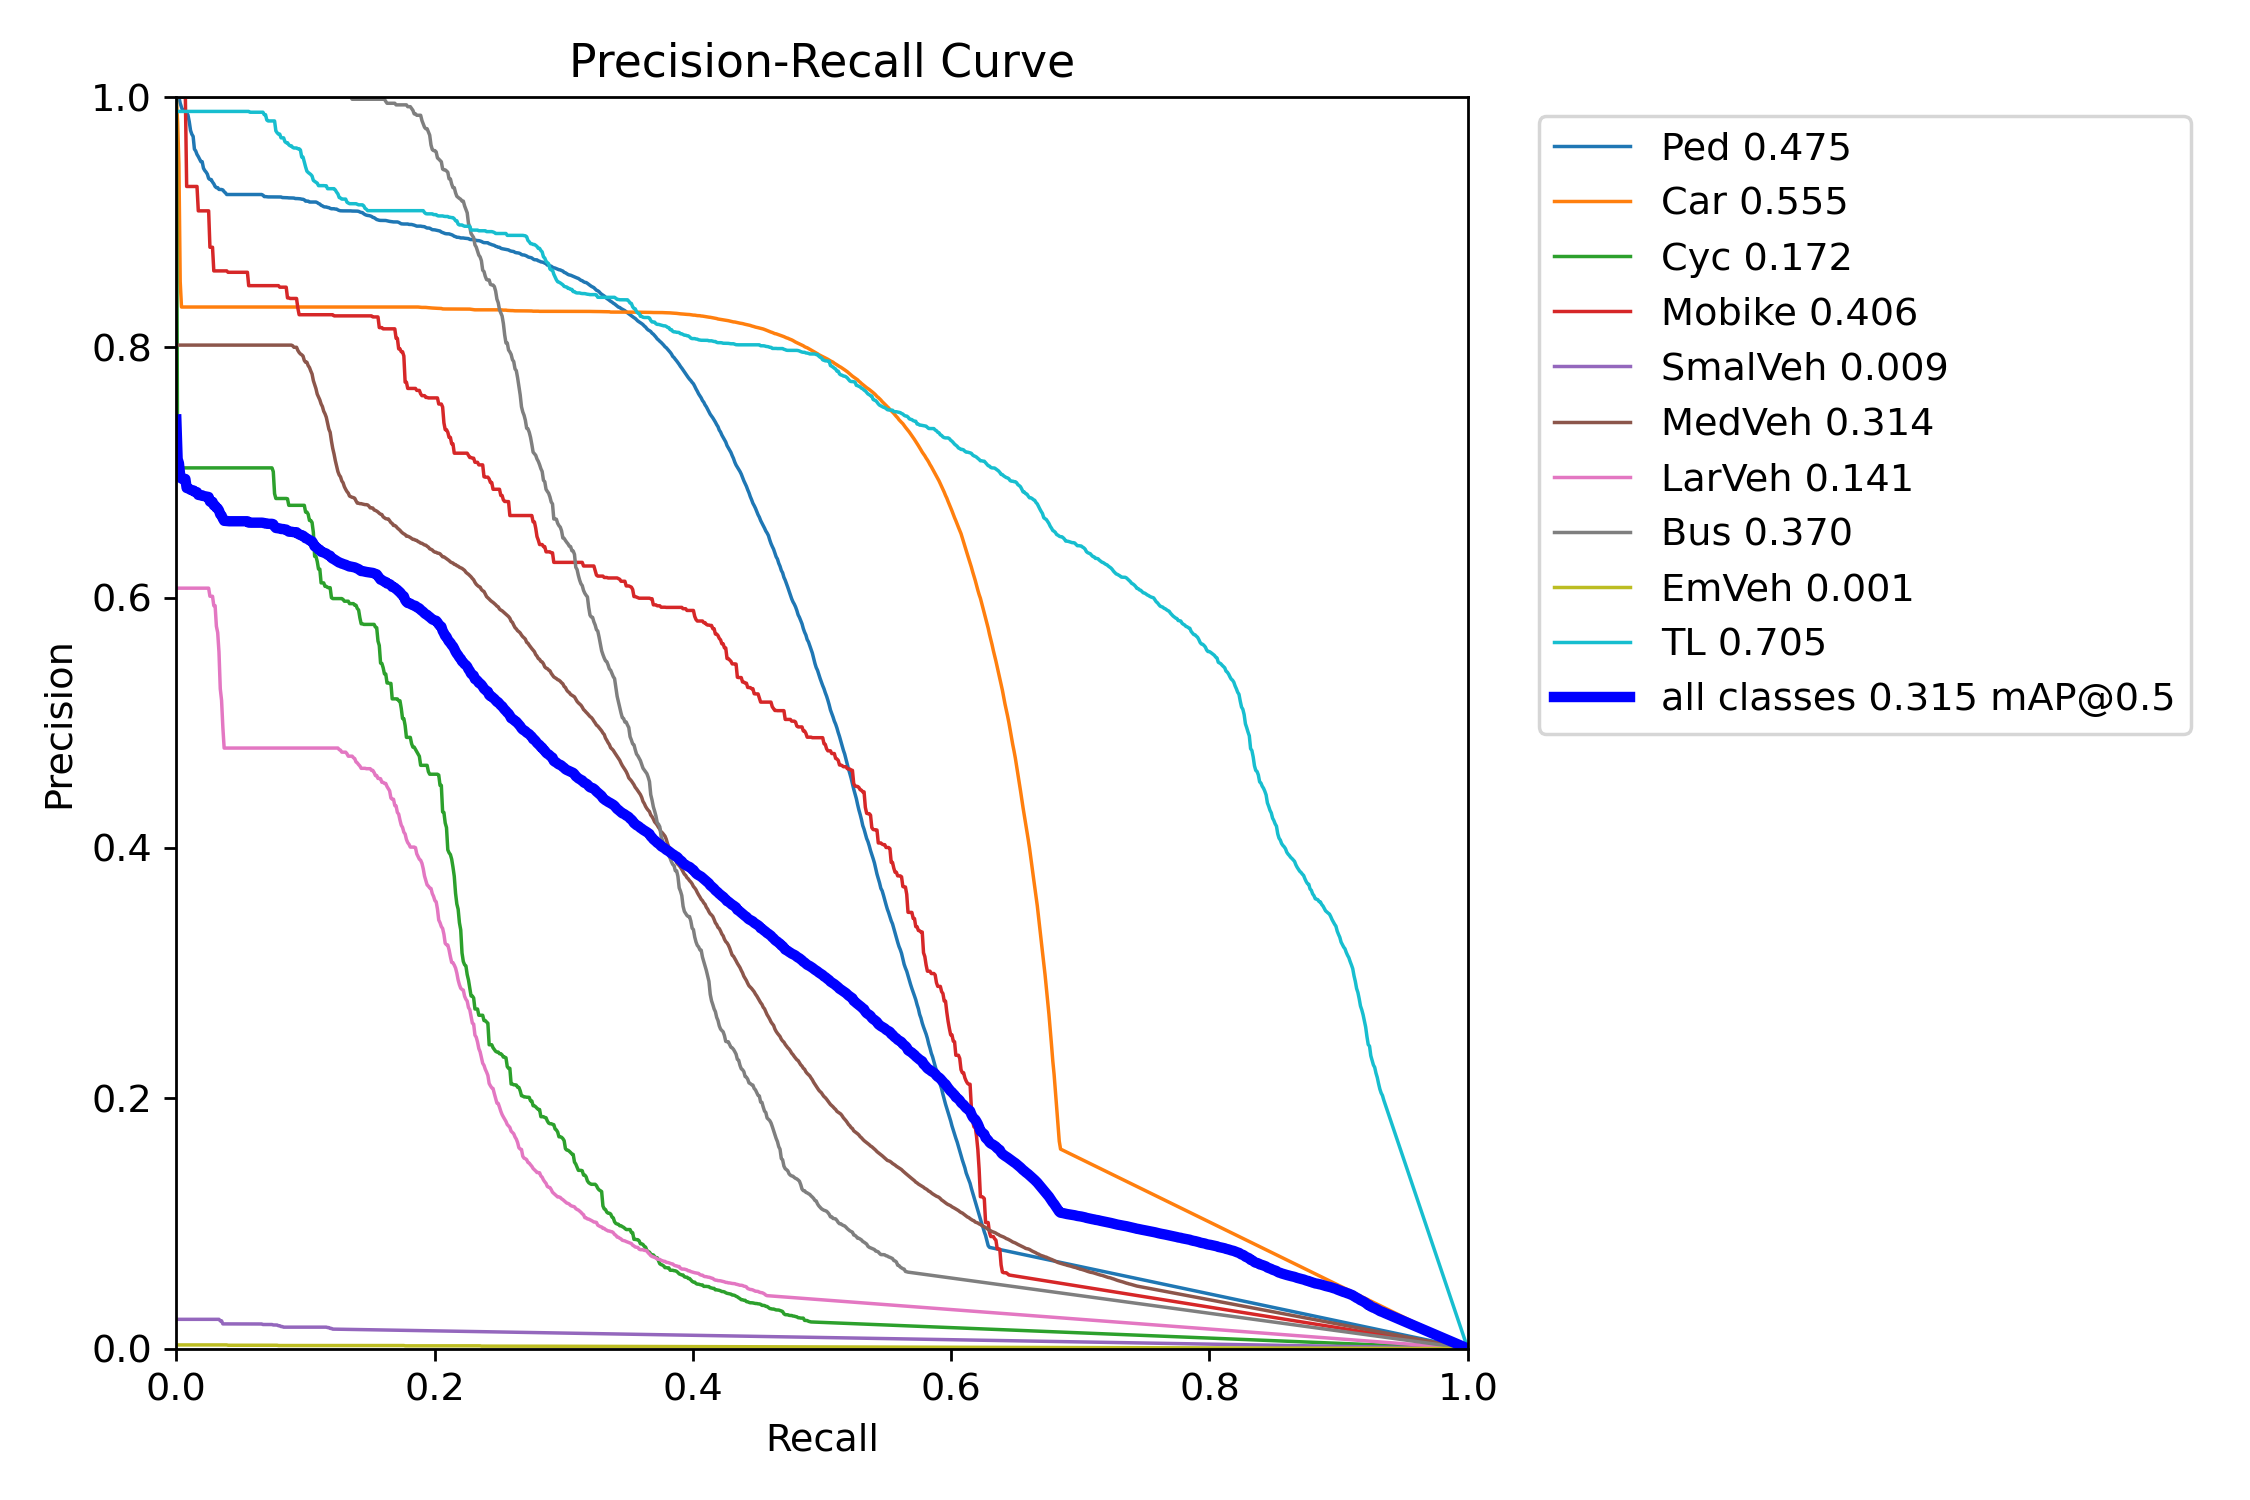 Precision-Recall Curve
1.0
0.8
0.6
0.4
0.2
0.0
Precision
0.0 0.2 0.4 0.6 0.8 1.0
Recall
Ped 0.475
Car 0.555
Cyc 0.172
Mobike 0.406
SmalVeh 0.009
MedVeh 0.314
LarVeh 0.141
Bus 0.370
EmVeh 0.001
TL 0.705
all classes 0.315 mAP@0.5